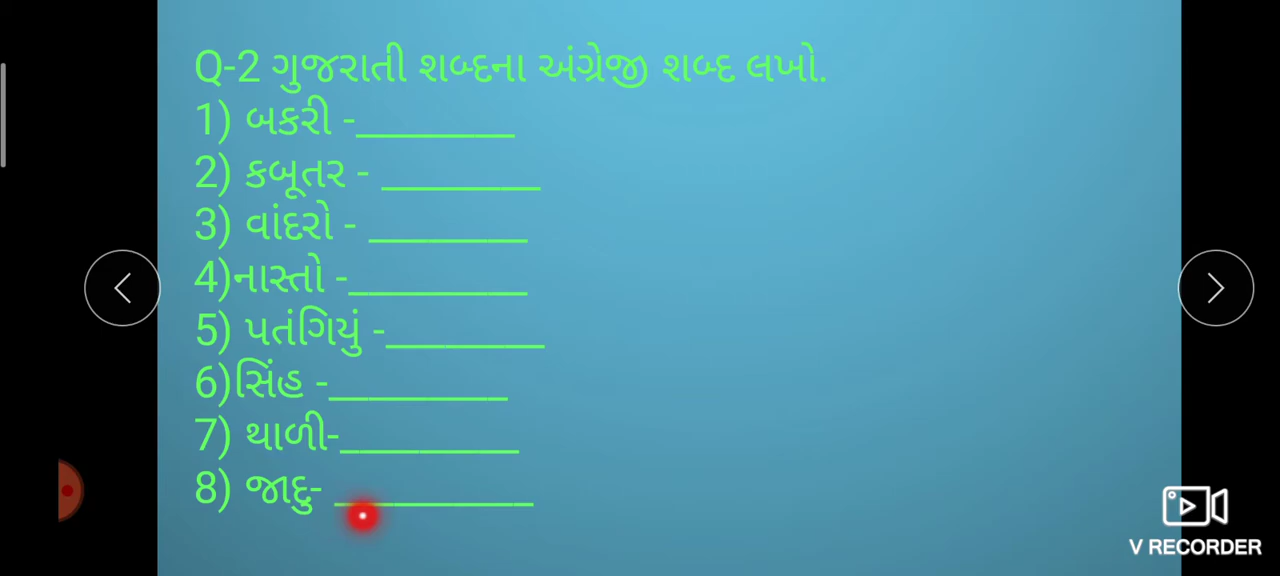 Q-2 ગુજરાતી શબ્દના અંગ્રેજી શબ્દ લખો.
1) બકરી -________
2) કબૂતર - ________
3) વાંદરો - ________
4)નાસ્તો -_________
5) પતંગિયું -________
6)સિંહ -_________
7) થાળી-_________
8) જાદુ- __________
V RECORDER